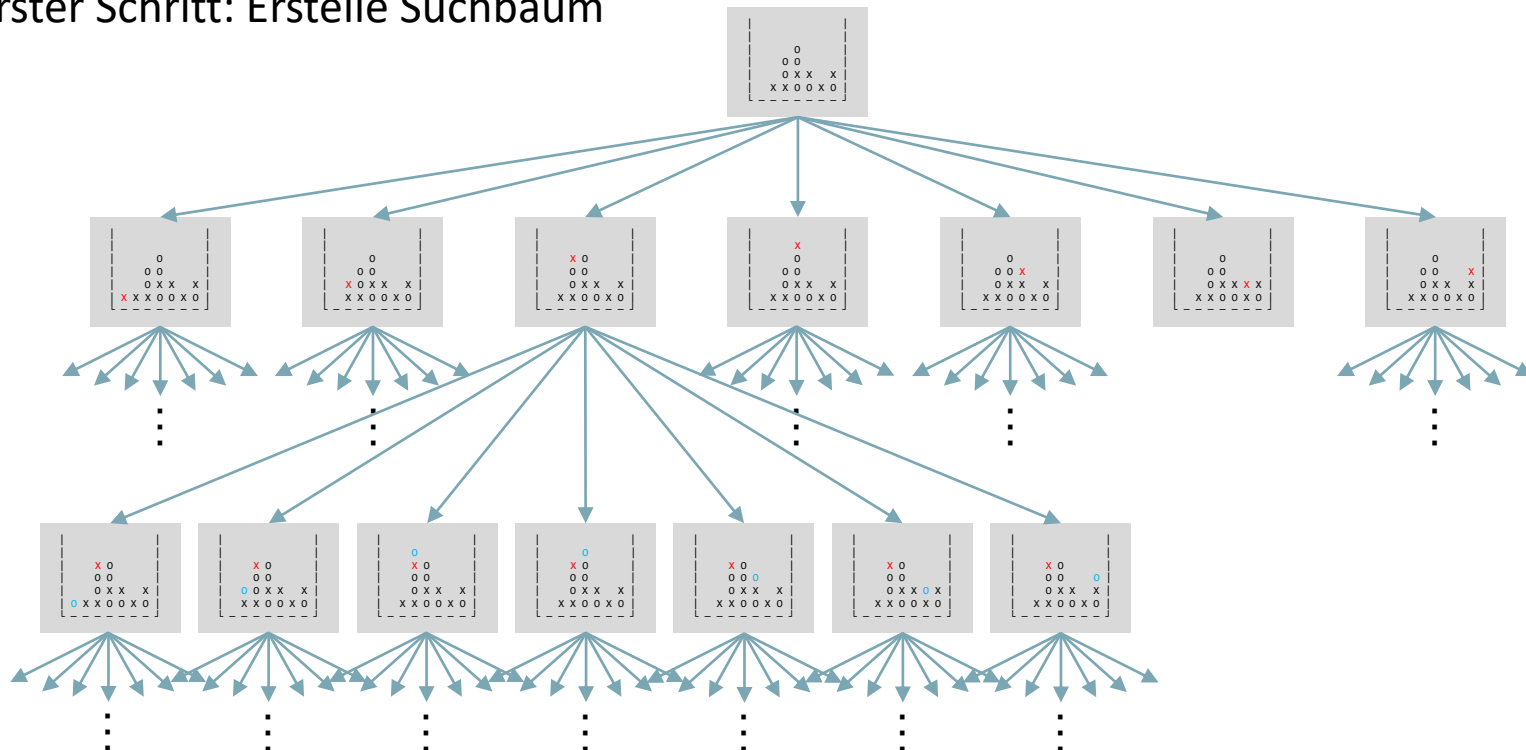 rster Schritt: Erstelle Suchbaum
o
o o
o x x x
x x o o x o
o
o o
o x x x
x x x o o x o
o
o o
x o x x x
x x o o x o
x o
o o
o x x x
x x o o x o
x
o
o o
o x x x
x x o o x o
o
o o x
o x x x
x x o o x o
o
o o
o x x x x
x x o o x o
o
o o x
o x x x
x x o o x o
x o
o o
o x x x
o x x o o x o
x o
o o
o o x x x
x x o o x o
o
x o
o o
o x x x
x x o o x o
o
x o
o o
o x x x
x x o o x o
x o
o o o
o x x x
x x o o x o
x o
o o
o x x o x
x x o o x o
x o
o o o
o x x x
x x o o x o